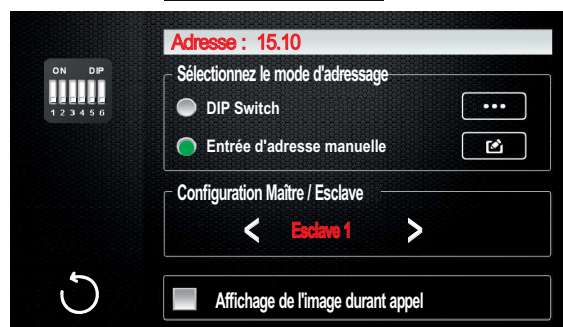 Adresse : 15.10
ON DIP
1 2 3 4 5 6
Sélectionnez le mode d'adressage
DIP Switch
Entrée d'adresse manuelle
Configuration Maître / Esclave
< Esclave 1 >
Affichage de l'image durant appel